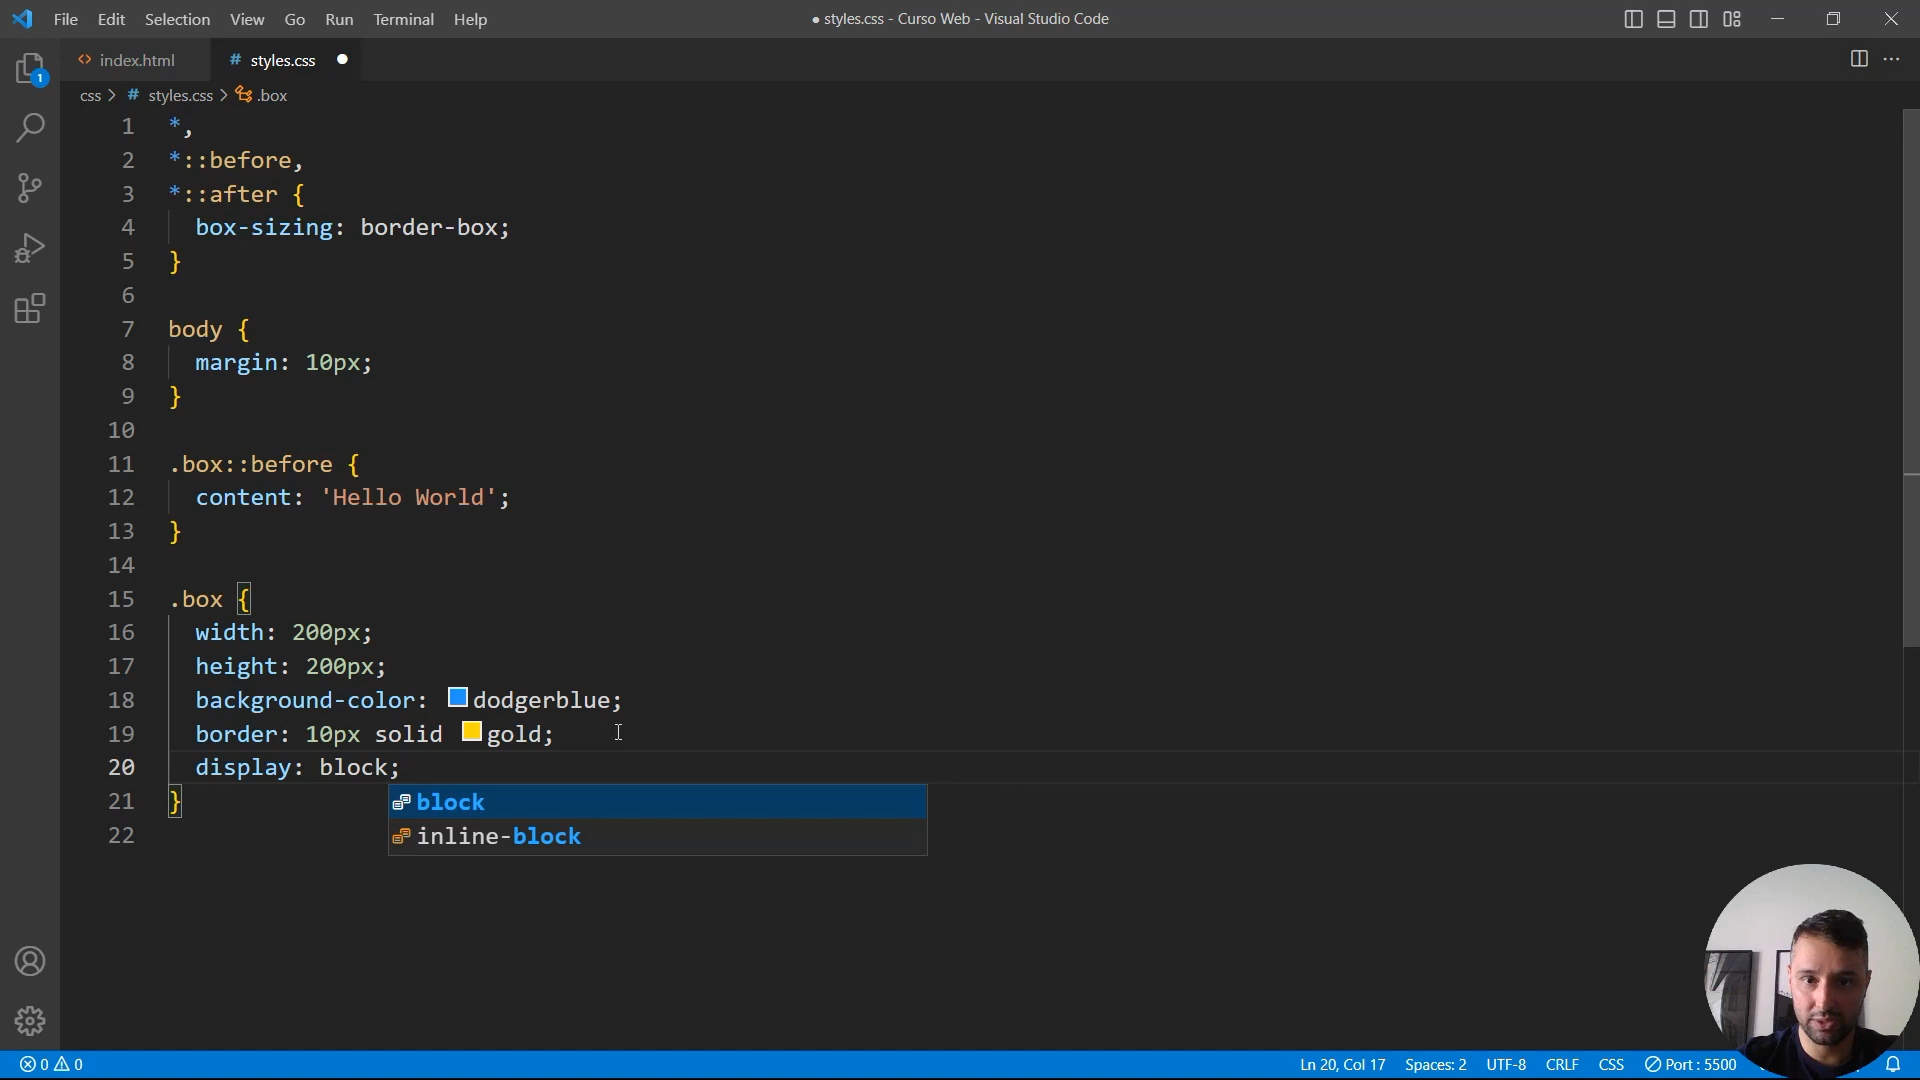 File Edit Selection View Go Run Terminal Help
● styles.css - Curso Web - Visual Studio Code
1
<> index.html
# styles.css ●
css > # styles.css > .box
1 *,
2 *::before,
3 *::after {
4 box-sizing: border-box;
5 }
6
7 body {
8 margin: 10px;
9 }
10
11 .box::before {
12 content: 'Hello World';
13 }
14
15 .box {
16 width: 200px;
17 height: 200px;
18 background-color: dodgerblue;
19 border: 10px solid gold;
20 display: block;
21 }
block
inline-block
22
0 0
Ln 20, Col 17 Spaces: 2 UTF-8 CRLF CSS Port : 5500